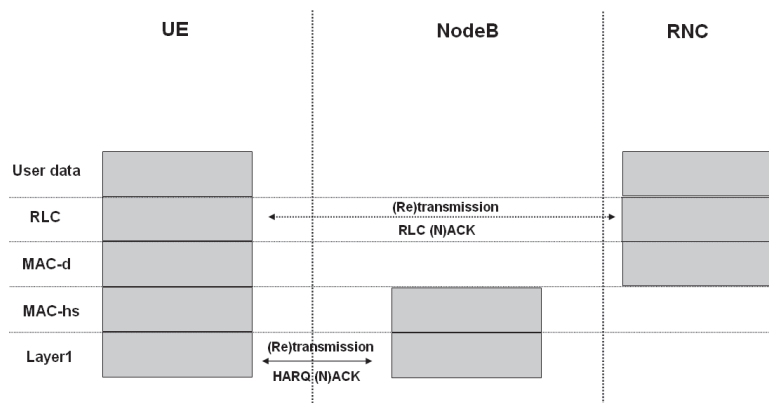 UE NodeB RNC
User data
(Re)transmission
RLC
RLC (N)ACK
MAC-d
MAC-hs
(Re)transmission
Layer1
HARQ (N)ACK